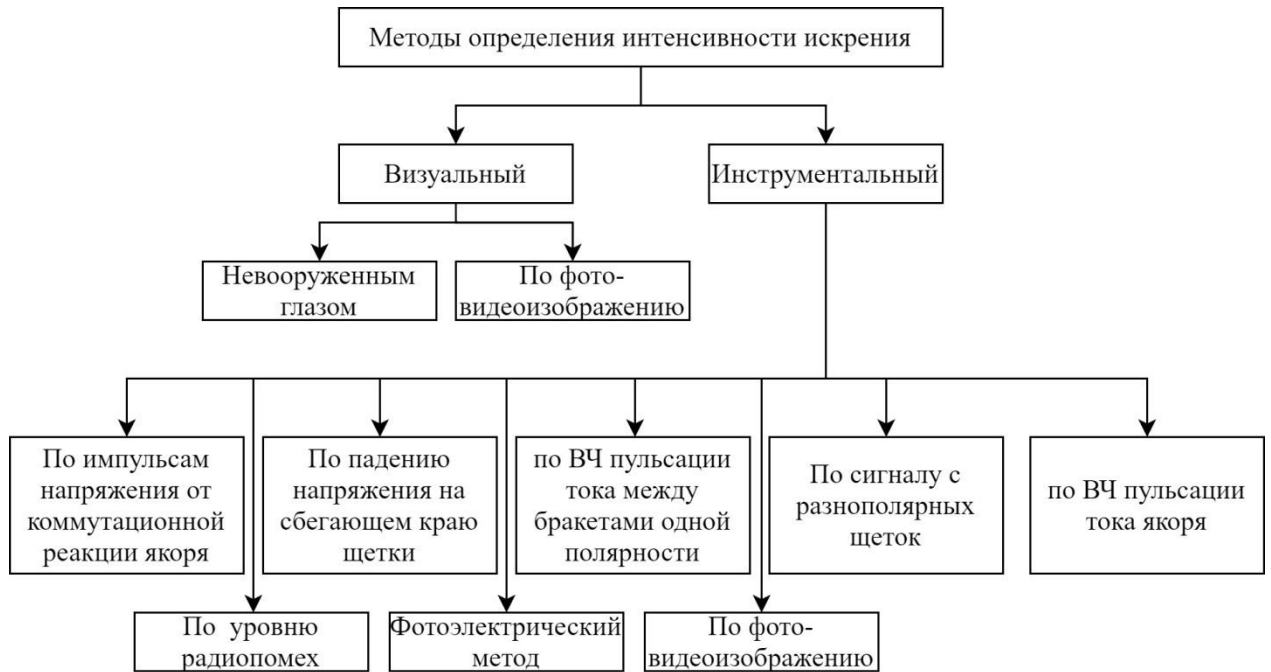 Методы определения интенсивности искрения
Визуальный
Инструментальный
Невооруженным
глазом
По фото-
видеоизображению
По импульсам
напряжения от
коммутационной
реакции якоря
По падению
напряжения на
сбегающем краю
щетки
по ВЧ пульсации
тока между
бракетами одной
полярности
По сигналу с
разнополярных
щеток
по ВЧ пульсации
тока якоря
По уровню
радиопомех
Фотоэлектрический
метод
По фото-
видеоизображению